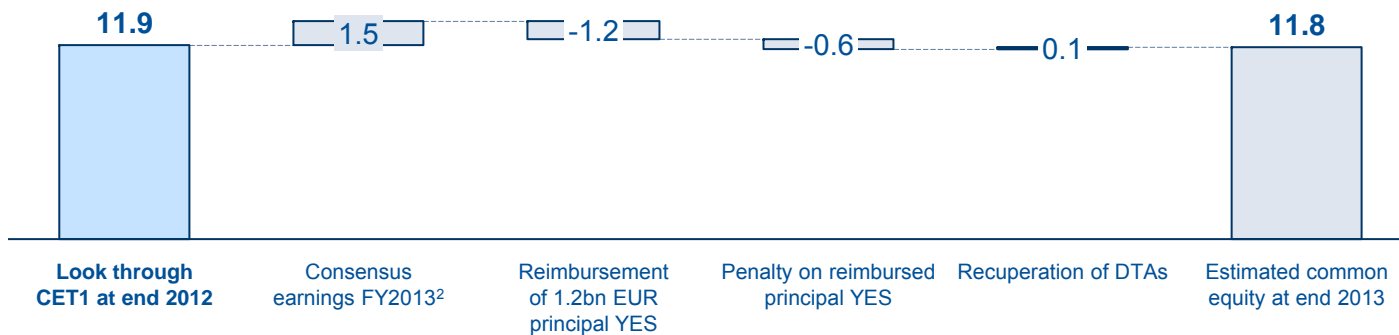 11.9
1.5
-1.2
-0.6
0.1
11.8
Look through
CET1 at end 2012
Consensus
earnings FY2013²
Reimbursement
of 1.2bn EUR
principal YES
Penalty on reimbursed
principal YES
Recuperation of DTAs
Estimated common
equity at end 2013